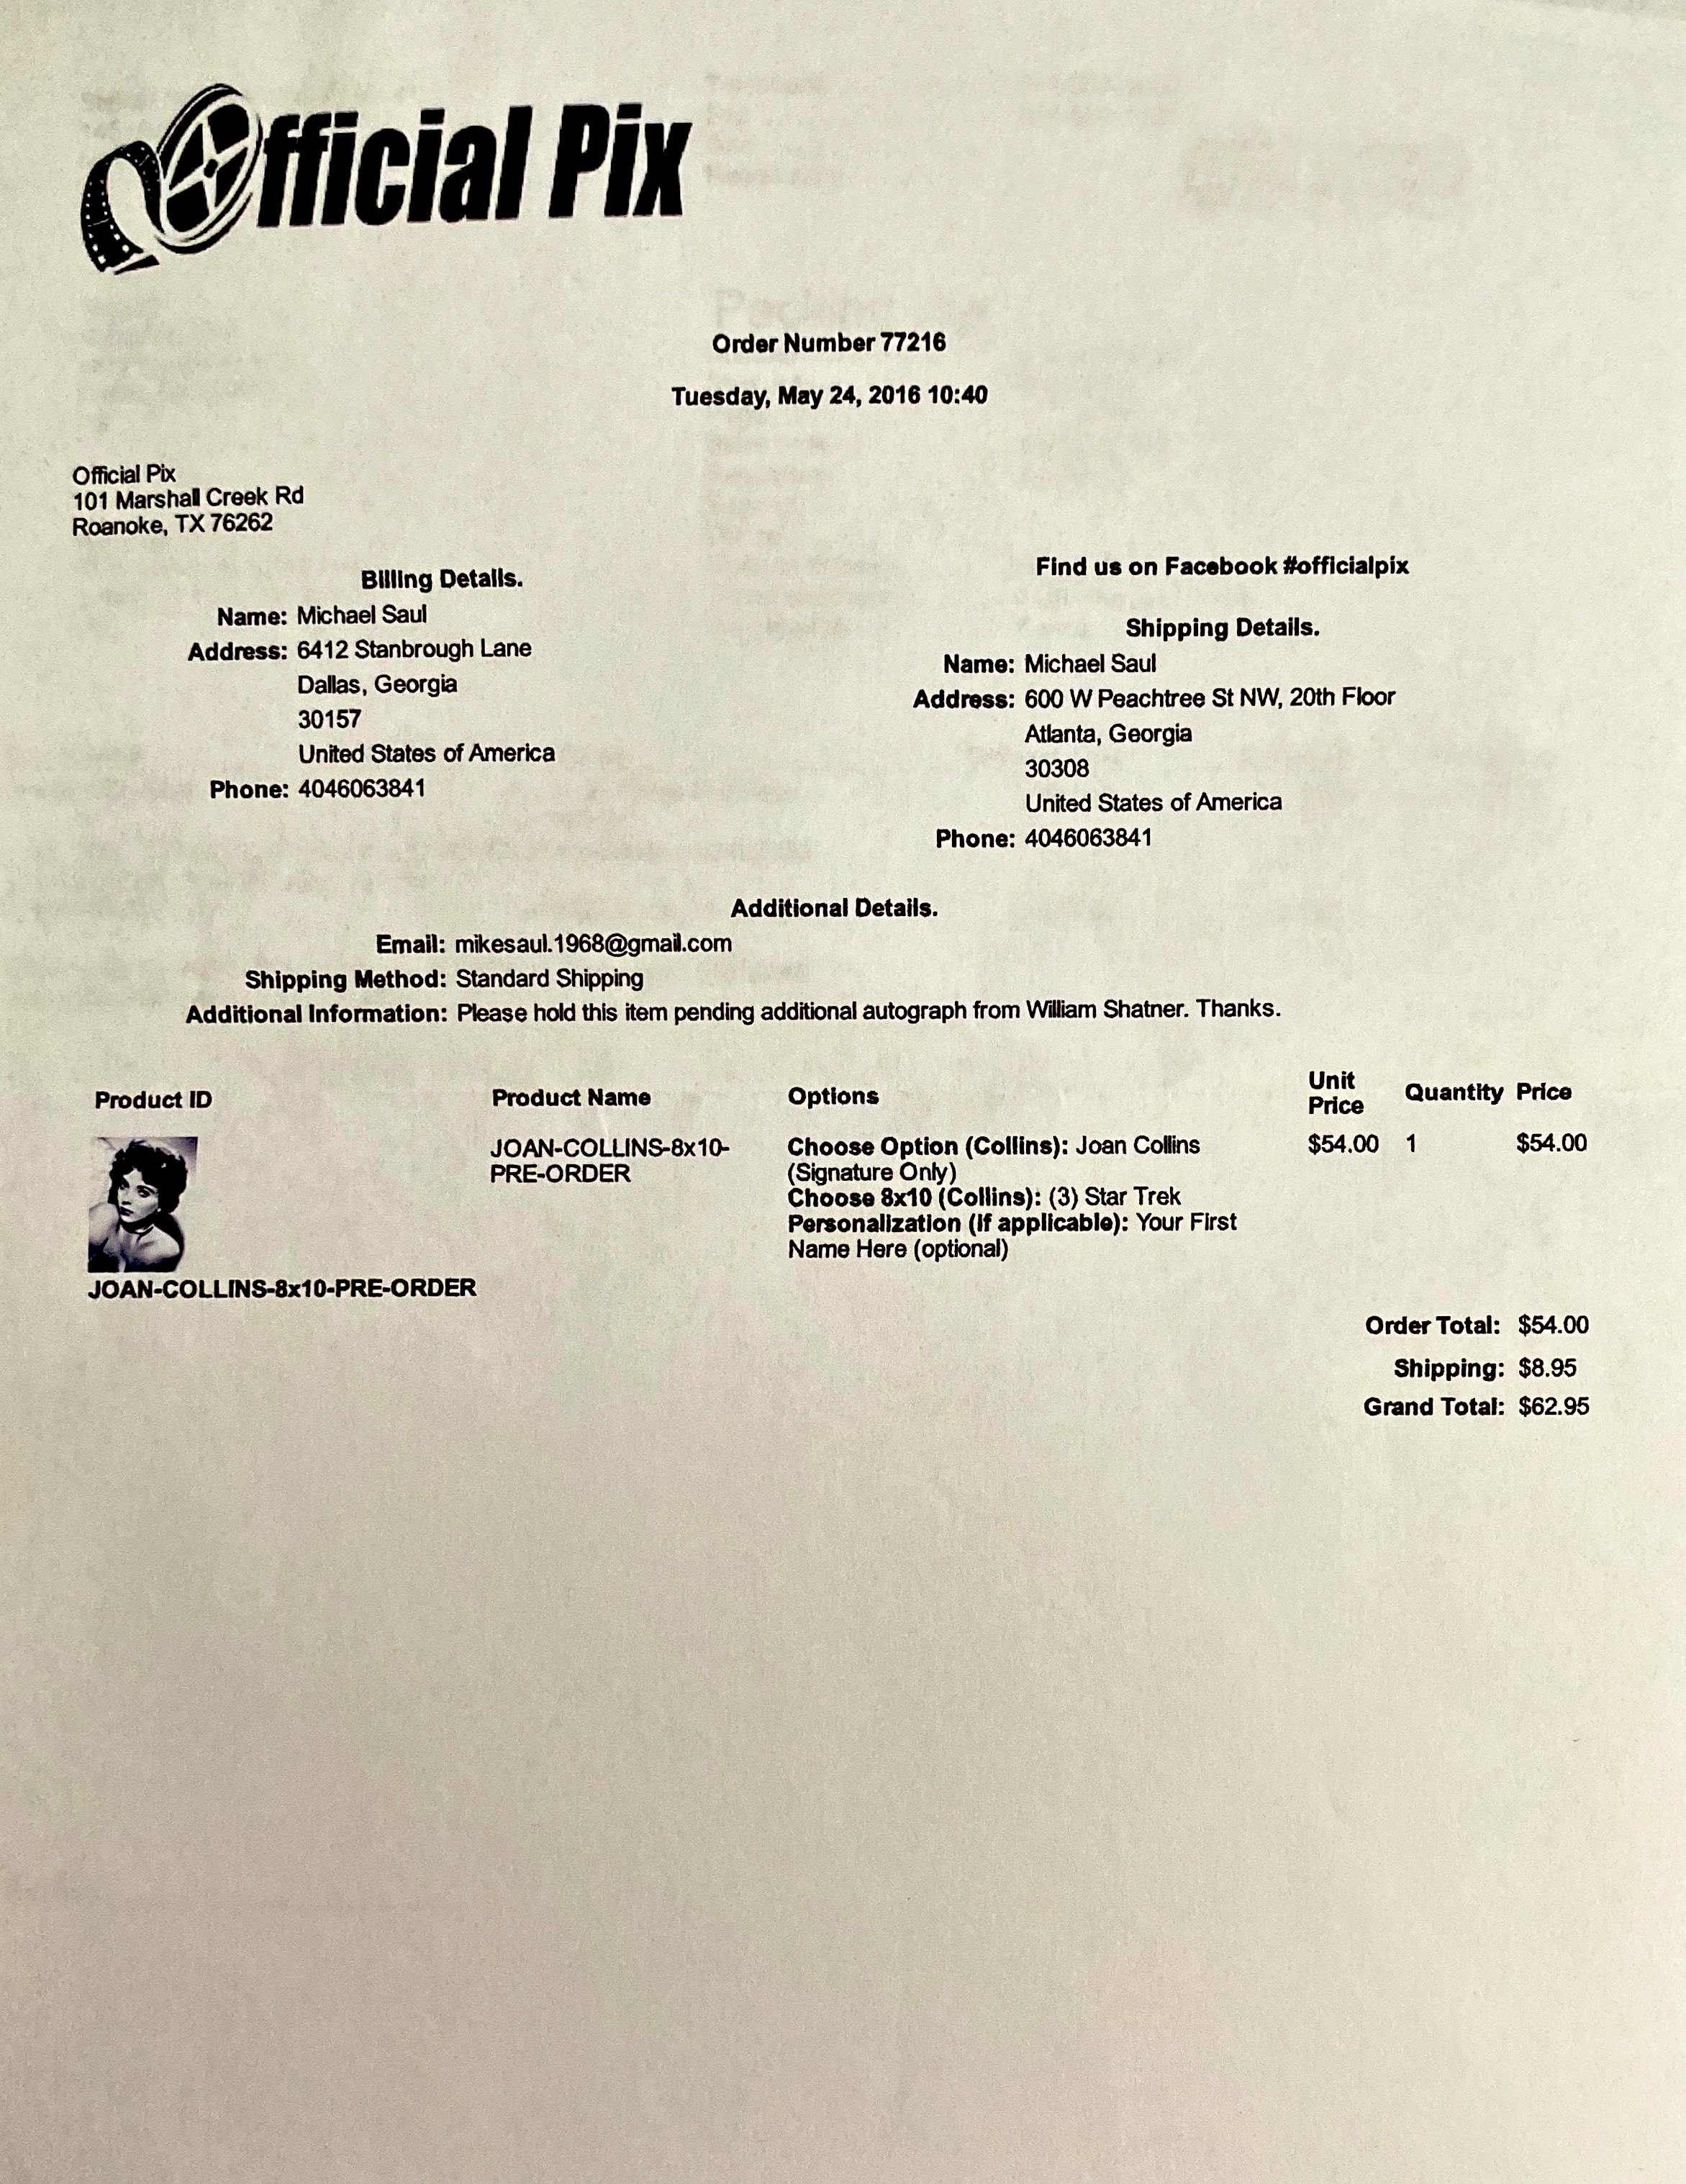 Official Pix
Order Number 77216
Tuesday, May 24, 2016 10:40
Official Pix
101 Marshall Creek Rd
Roanoke, TX 76262
Find us on Facebook #officialpix
Billing Details.
Name: Michael Saul
Address: 6412 Stanbrough Lane
Dallas, Georgia
30157
United States of America
Phone: 4046063841
Shipping Details.
Name: Michael Saul
Address: 600 W Peachtree St NW, 20th Floor
Atlanta, Georgia
30308
United States of America
Phone: 4046063841
Additional Details.
Email: mikesaul.1968@gmail.com
Shipping Method: Standard Shipping
Additional Information: Please hold this item pending additional autograph from William Shatner. Thanks.
Product ID Product Name Options Unit Price Quantity Price
JOAN-COLLINS-8x10-
PRE-ORDER
Choose Option (Collins): Joan Collins
(Signature Only)
Choose 8x10 (Collins): (3) Star Trek
Personalization (if applicable): Your First
Name Here (optional)
$54.00 1 $54.00
JOAN-COLLINS-8x10-PRE-ORDER
Order Total: $54.00
Shipping: $8.95
Grand Total: $62.95